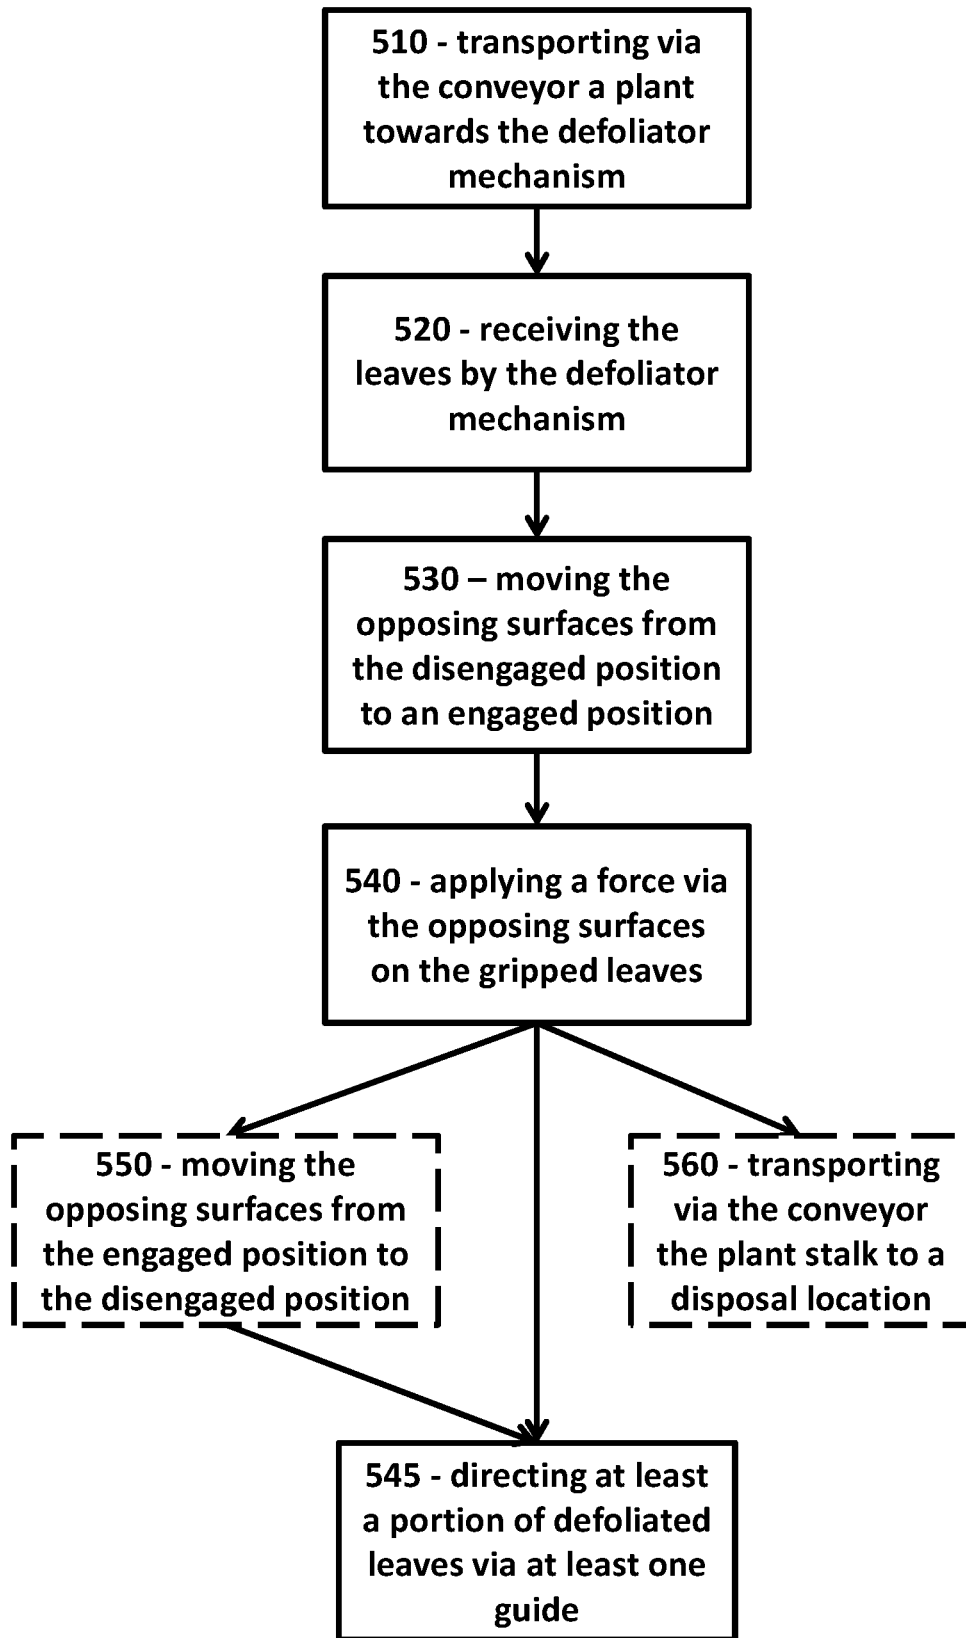 510 - transporting via
the conveyor a plant
towards the defoliator
mechanism
520 - receiving the
leaves by the defoliator
mechanism
530 – moving the
opposing surfaces from
the disengaged position
to an engaged position
540 - applying a force via
the opposing surfaces
on the gripped leaves
550 - moving the
opposing surfaces from
the engaged position to
the disengaged position
560 - transporting
via the conveyor
the plant stalk to a
disposal location
545 - directing at least
a portion of defoliated
leaves via at least one
guide